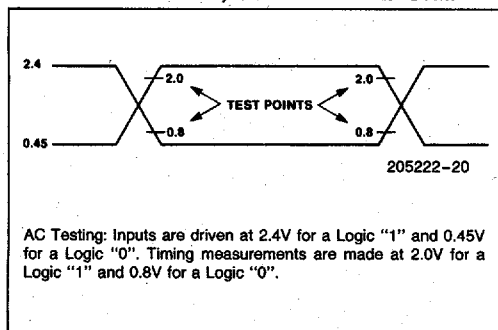 2.4
2.0
2.0
TEST POINTS
0.8
0.8
0.45
205222-20
AC Testing: Inputs are driven at 2.4V for a Logic "1" and 0.45V
for a Logic "0". Timing measurements are made at 2.0V for a
Logic "1" and 0.8V for a Logic "0".